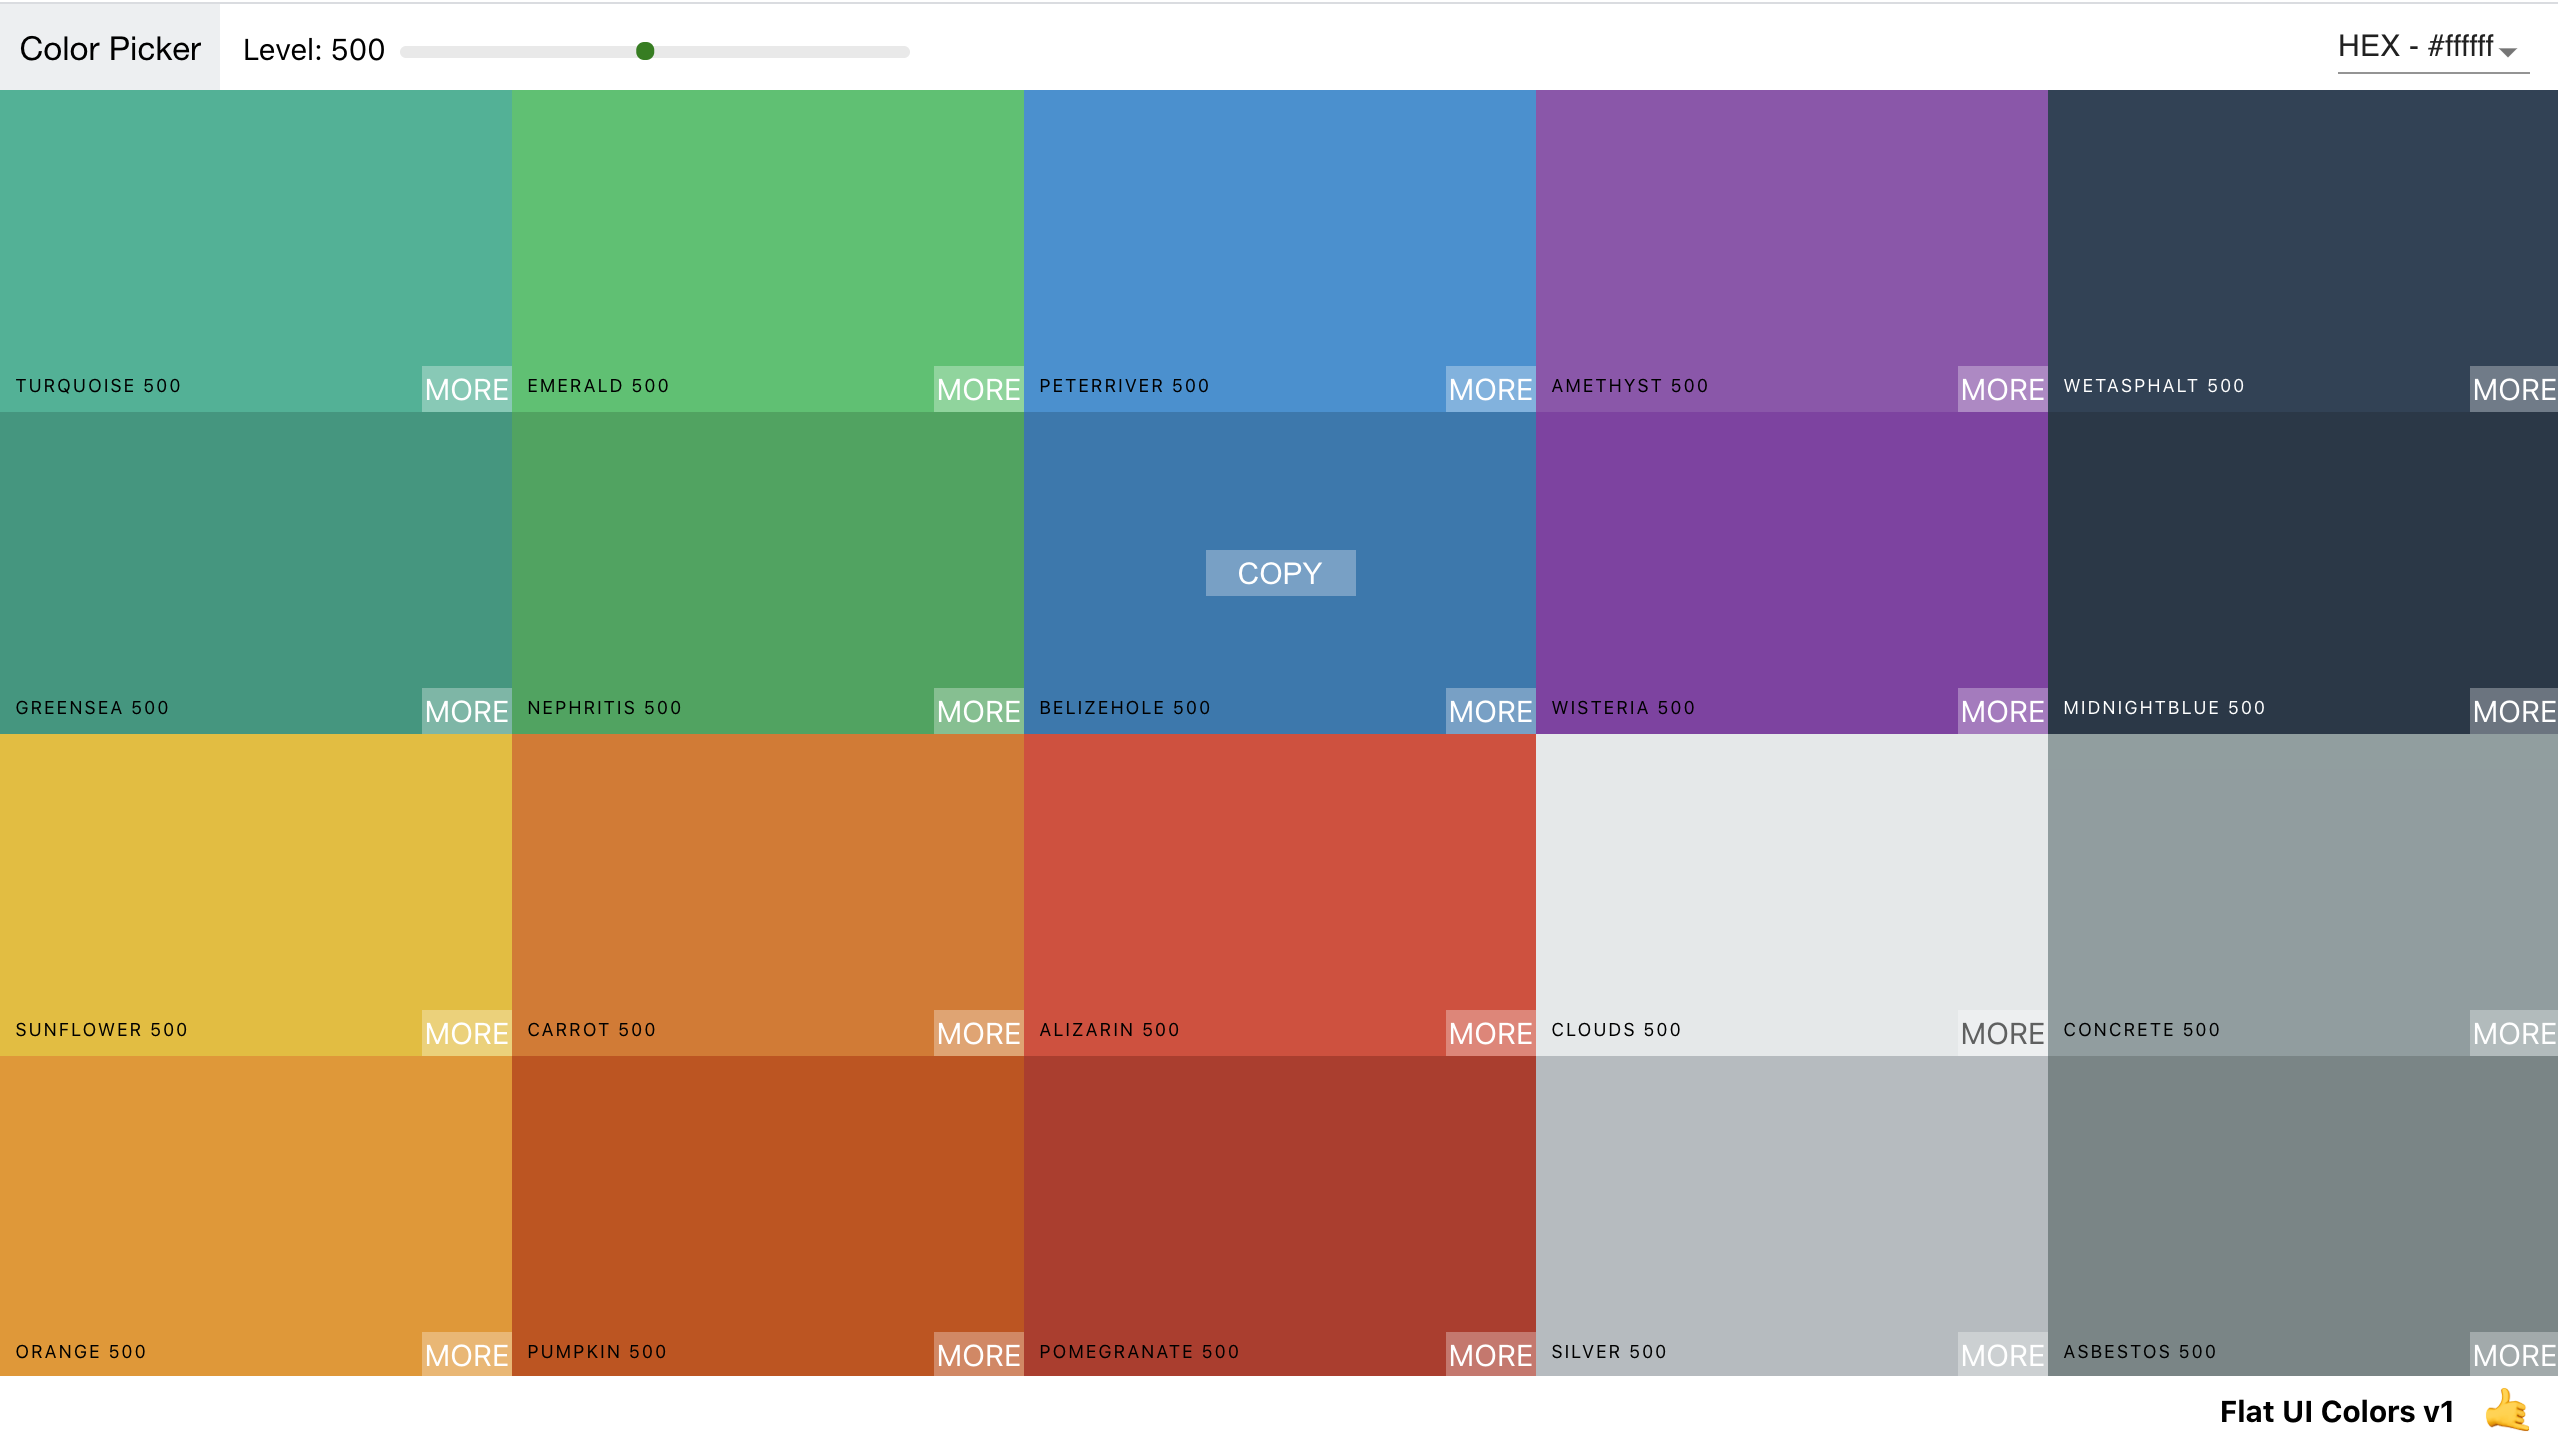 Color Picker Level: 500 HEX - #ffffff
TURQUOISE 500 MORE EMERALD 500 MORE PETERRIVER 500 MORE AMETHYST 500 MORE WETASPHALT 500 MORE
COPY
GREENSEA 500 MORE NEPHRITIS 500 MORE BELIZEHOLE 500 MORE WISTERIA 500 MORE MIDNIGHTBLUE 500 MORE
SUNFLOWER 500 MORE CARROT 500 MORE ALIZARIN 500 MORE CLOUDS 500 MORE CONCRETE 500 MORE
ORANGE 500 MORE PUMPKIN 500 MORE POMEGRANATE 500 MORE SILVER 500 MORE ASBESTOS 500 MORE
Flat UI Colors v1 🤙